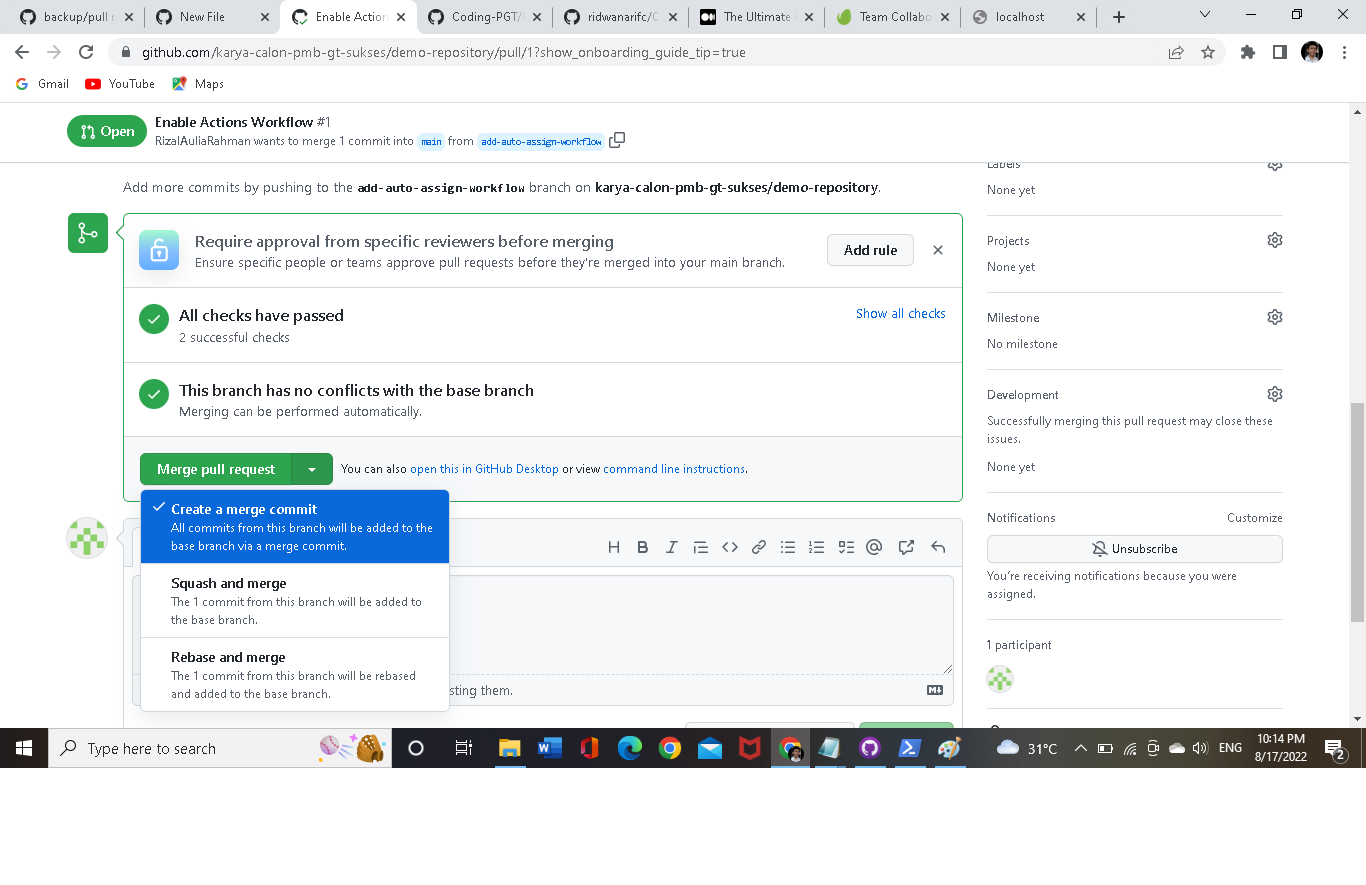 backup/pull r
New File
Enable Action
Coding-PGT/
ridwanarifc/C
The Ultimate
Team Collabo
localhost
github.com/karya-calon-pmb-gt-sukses/demo-repository/pull/1?show_onboarding_guide_tip=true
Gmail YouTube Maps
Open
Enable Actions Workflow #1
RizalAuliaRahman wants to merge 1 commit into main from add-auto-assign-workflow
Add more commits by pushing to the add-auto-assign-workflow branch on karya-calon-pmb-gt-sukses/demo-repository.
Require approval from specific reviewers before merging
Ensure specific people or teams approve pull requests before they're merged into your main branch.
Add rule
All checks have passed
2 successful checks
Show all checks
This branch has no conflicts with the base branch
Merging can be performed automatically.
Merge pull request
You can also open this in GitHub Desktop or view command line instructions.
Create a merge commit
All commits from this branch will be added to the
base branch via a merge commit.
Squash and merge
The 1 commit from this branch will be added to
the base branch.
Rebase and merge
The 1 commit from this branch will be rebased
and added to the base branch.
H B I
sting them.
Labels
None yet
Projects
None yet
Milestone
No milestone
Development
Successfully merging this pull request may close these
issues.
None yet
Notifications
Customize
Unsubscribe
You're receiving notifications because you were
assigned.
1 participant
Type here to search
31°C
ENG
10:14 PM
8/17/2022
2